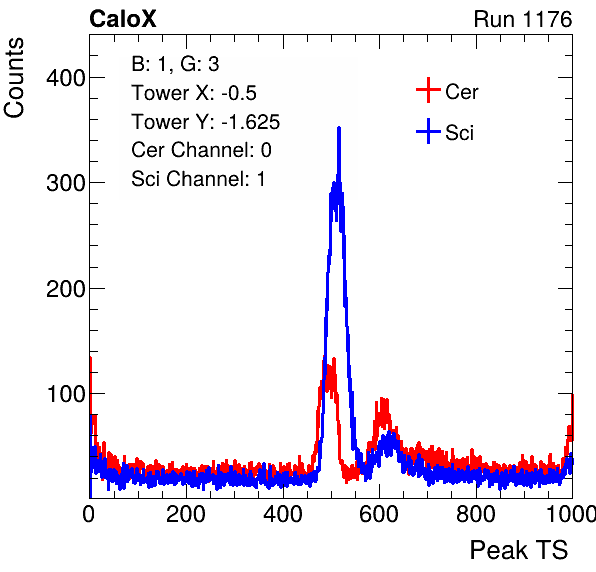 CaloX Run 1176
Counts
B: 1, G: 3
Tower X: -0.5
Tower Y: -1.625
Cer Channel: 0
Sci Channel: 1
Cer
Sci
400
300
200
100
0 200 400 600 800 1000
Peak TS